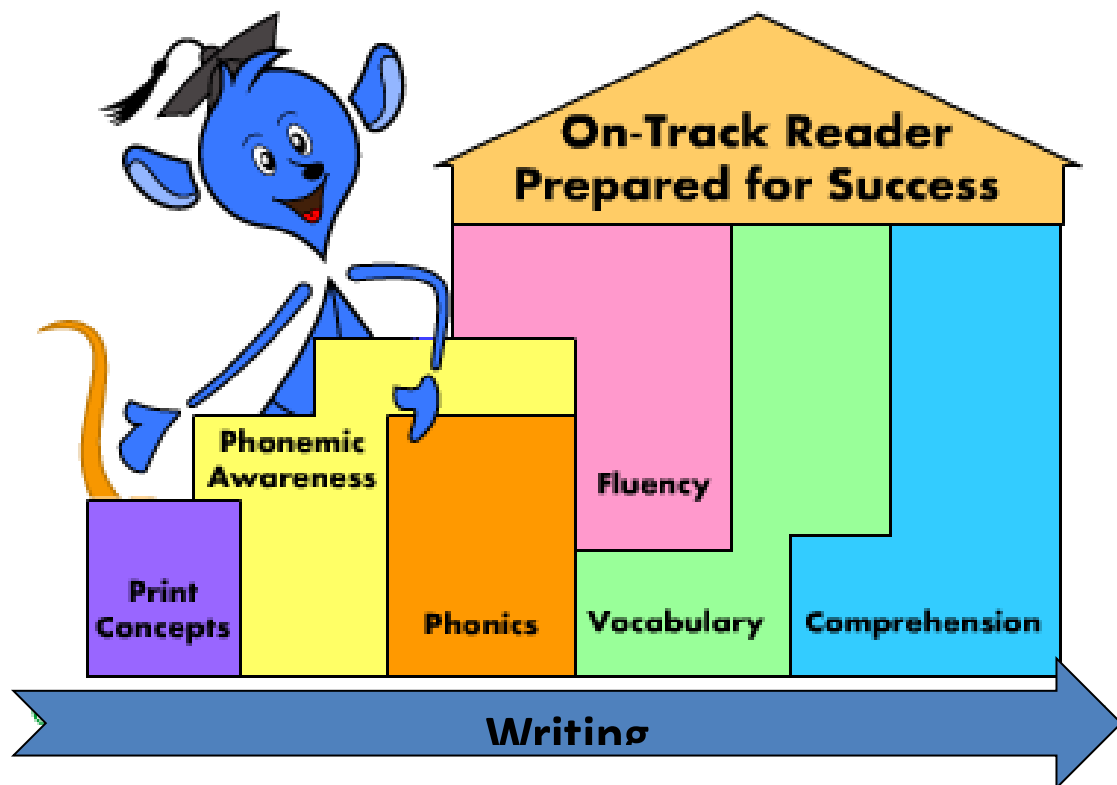 On-Track Reader
Prepared for Success
Phonemic
Awareness
Fluency
Print
Concepts
Phonics
Vocabulary
Comprehension
Writing